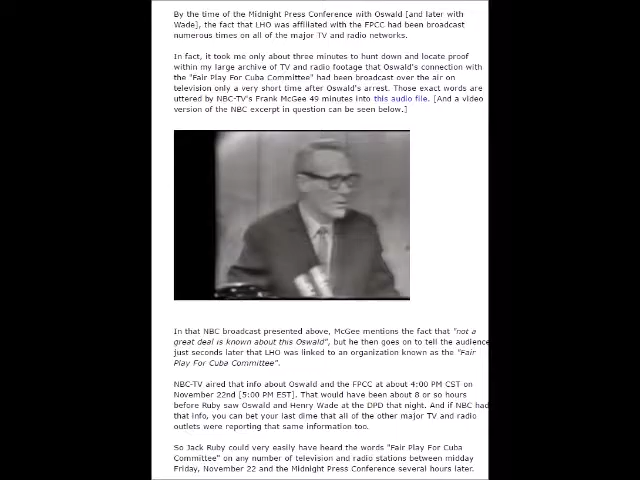 By the time of the Midnight Press Conference with Oswald [and later with
Wade], the fact that LHO was affiliated with the FPCC had been broadcast
numerous times on all of the major TV and radio networks.
In fact, it took me only about three minutes to hunt down and locate proof
within my large archive of TV and radio footage that Oswald's connection with
the "Fair Play For Cuba Committee" had been broadcast over the air on
television only a very short time after Oswald's arrest. Those exact words are
uttered by NBC-TV's Frank McGee 49 minutes into this audio file. [And a video
version of the NBC excerpt in question can be seen below.]
In that NBC broadcast presented above, McGee mentions the fact that "not a
great deal is known about this Oswald", but he then goes on to tell the audience
just seconds later that LHO was linked to an organization known as the "Fair
Play For Cuba Committee".
NBC-TV aired that info about Oswald and the FPCC at about 4:00 PM CST on
November 22nd [5:00 PM EST]. That would have been about 8 or so hours
before Ruby saw Oswald and Henry Wade at the DPD that night. And if NBC had
that info, you can bet your last dime that all of the other major TV and radio
outlets were reporting that same information too.
So Jack Ruby could very easily have heard the words "Fair Play For Cuba
Committee" on any number of television and radio stations between midday
Friday, November 22 and the Midnight Press Conference several hours later.